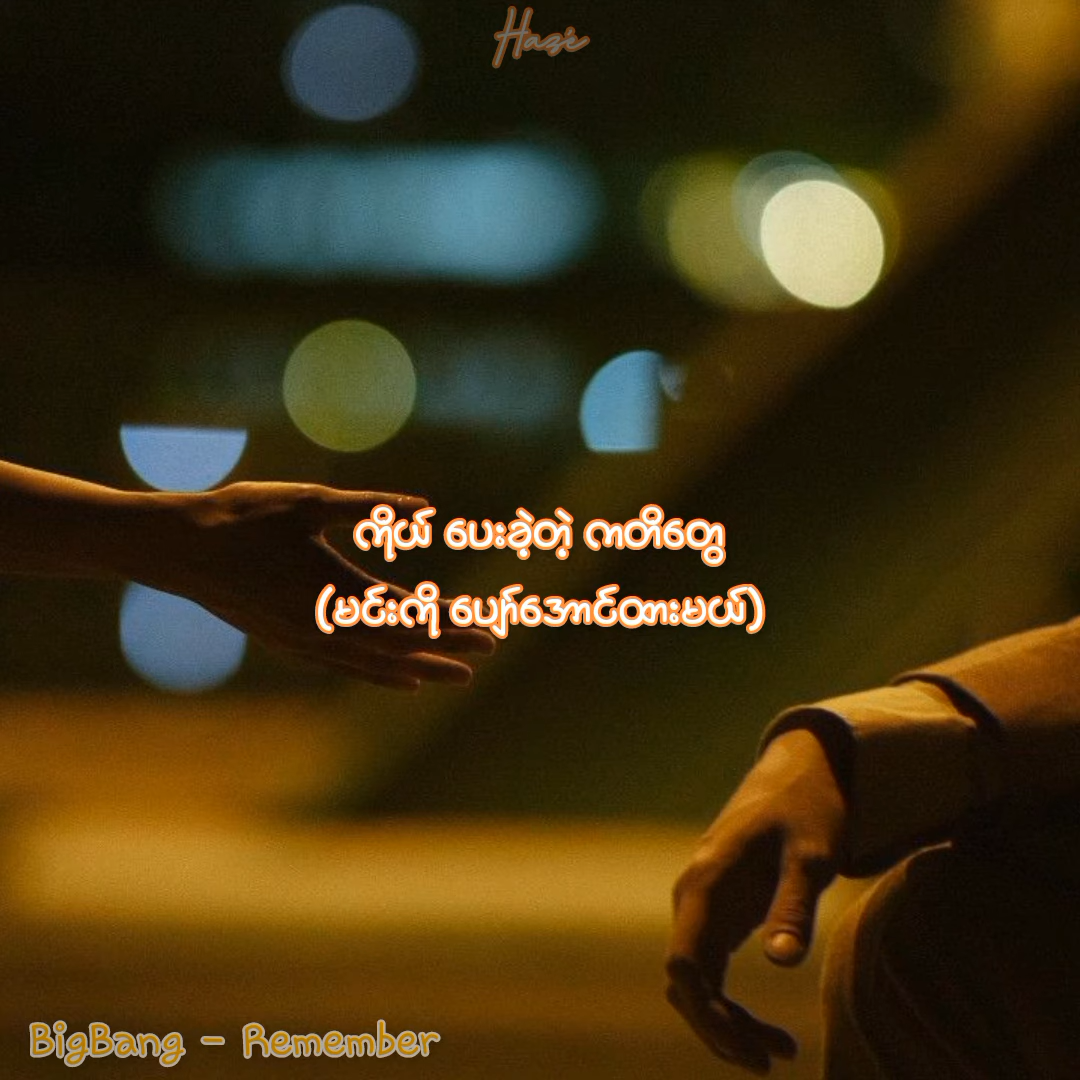 Hazé
ကိုယ် ပေးခဲ့တဲ့ ကတိတွေ
(မင်းကို ပျော်အောင်ထားမယ်)
BigBang - Remember